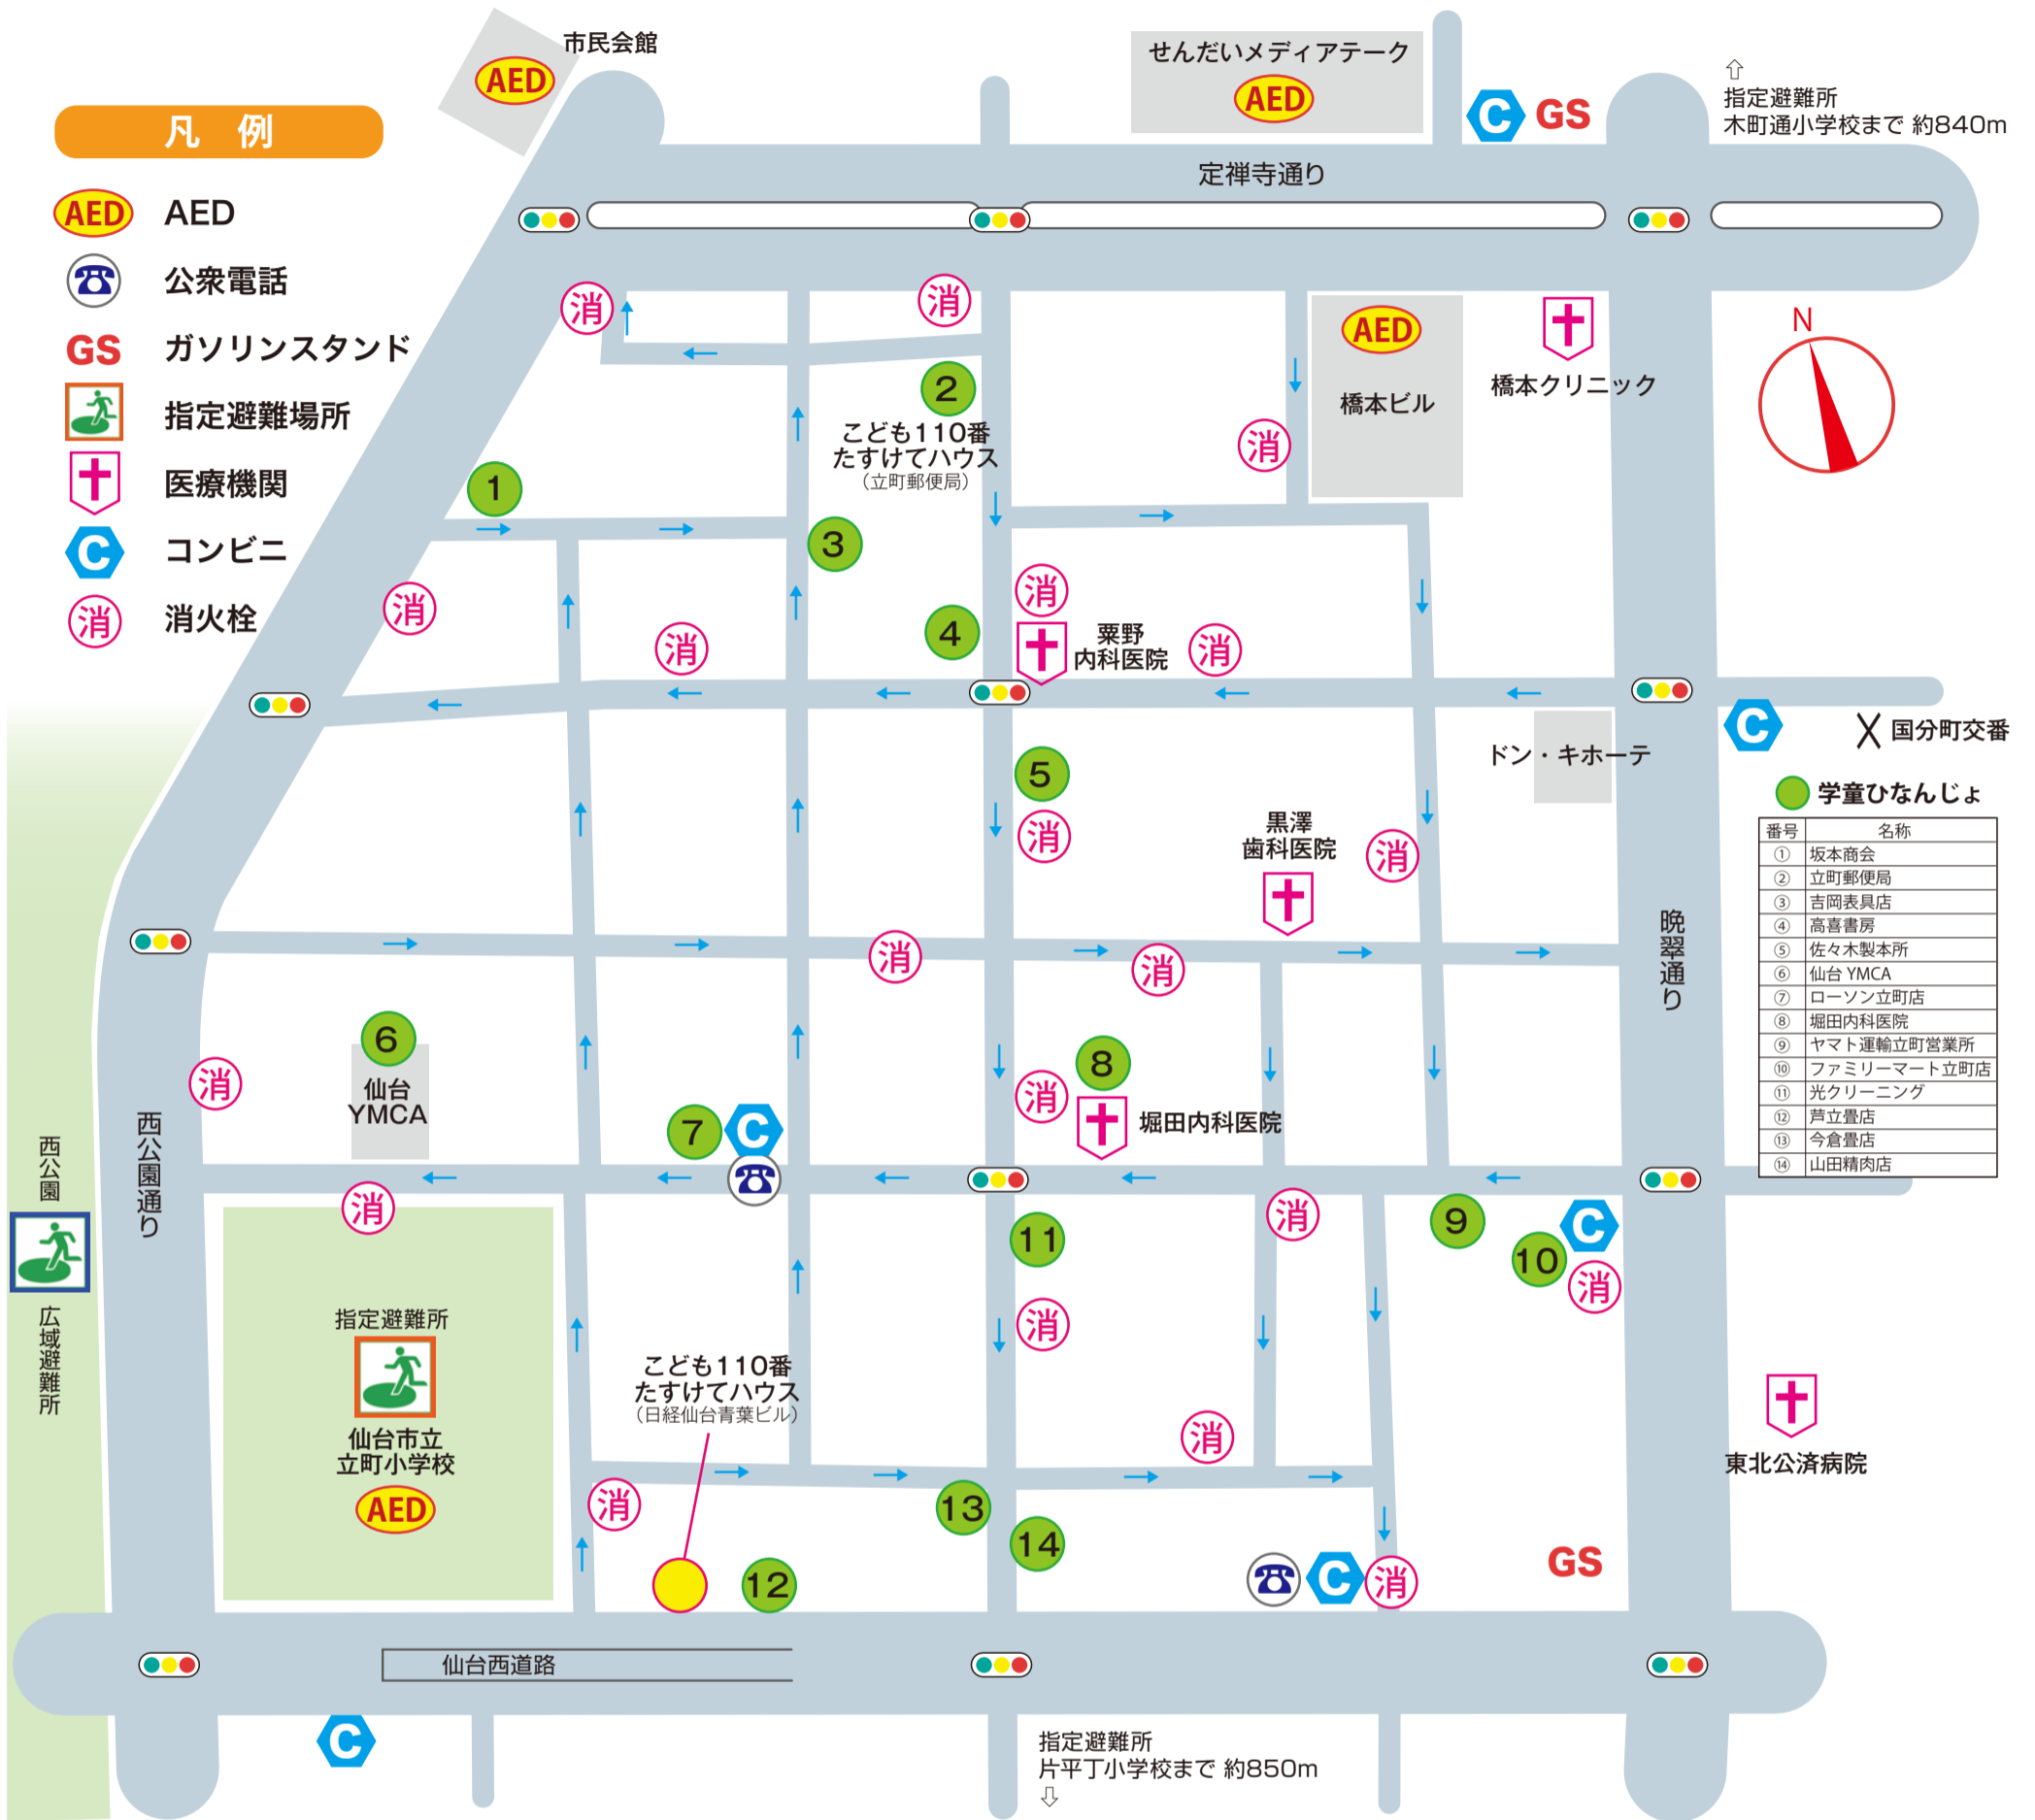 市民会館
AED
せんだいメディアテーク
AED
C
GS
⇧
指定避難所
木町通小学校まで 約840m
凡 例
AED AED
公衆電話
GS ガソリンスタンド
指定避難場所
医療機関
C コンビニ
消 消火栓
定禅寺通り
消
消
AED
橋本ビル
橋本クリニック
N
2
こども110番
たすけてハウス
（立町郵便局）
消
1
3
消
消
4
消
粟野
内科医院
消
ドン・キホーテ
C
X 国分町交番
5
消
黒澤
歯科医院
消
学童ひなんじょ
番号 名称
① 坂本商会
② 立町郵便局
③ 吉岡表具店
④ 高喜書房
⑤ 佐々木製本所
⑥ 仙台 YMCA
⑦ ローソン立町店
⑧ 堀田内科医院
⑨ ヤマト運輸立町営業所
⑩ ファミリーマート立町店
⑪ 光クリーニング
⑫ 芦立畳店
⑬ 今倉畳店
⑭ 山田精肉店
晩翠通り
消
消
6
仙台
YMCA
消
7
C
消
8
堀田内科医院
西公園通り
西公園
広域避難所
消
指定避難所
仙台市立
立町小学校
AED
11
消
消
9
10
C
消
こども110番
たすけてハウス
（日経仙台青葉ビル）
消
東北公済病院
消
13
14
12
C
消
GS
仙台西道路
C
指定避難所
片平丁小学校まで 約850m
⇩